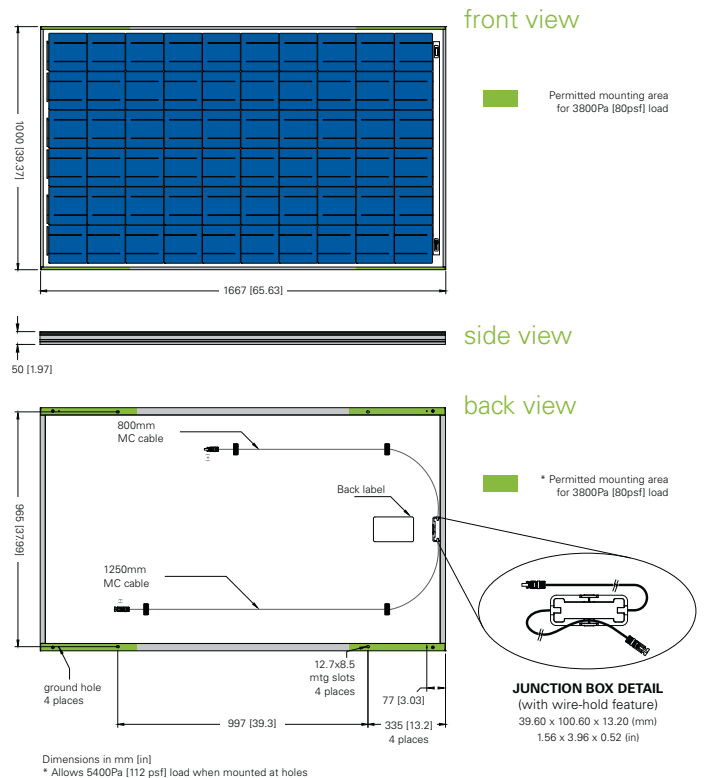 front view
Permitted mounting area
for 3800Pa [80psf] load
1000 [39.37]
1667 [65.63]
side view
50 [1.97]
back view
800mm
MC cable
* Permitted mounting area
for 3800Pa [80psf] load
Back label
965 [37.99]
1250mm
MC cable
12.7x8.5
mtg slots
4 places
ground hole
4 places
77 [3.03]
997 [39.3]
335 [13.2]
4 places
JUNCTION BOX DETAIL
(with wire-hold feature)
39.60 x 100.60 x 13.20 (mm)
1.56 x 3.96 x 0.52 (in)
Dimensions in mm [in]
* Allows 5400Pa [112 psf] load when mounted at holes